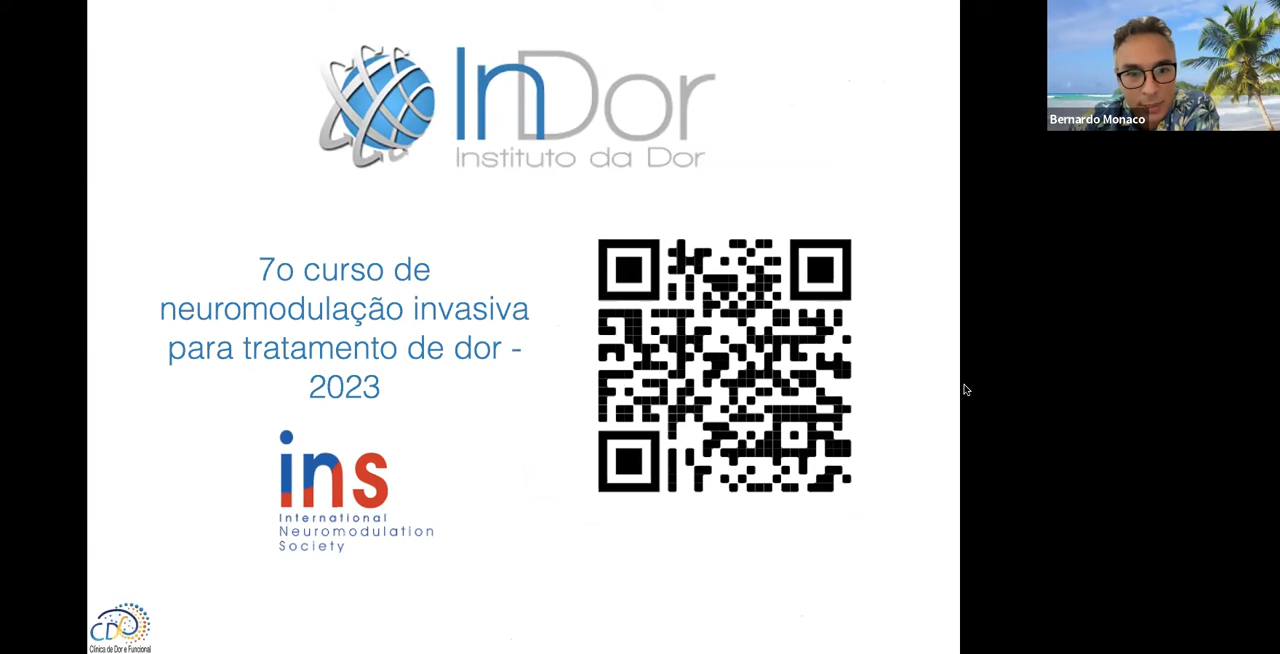 InDor
Instituto da Dor
7o curso de
neuromodulação invasiva
para tratamento de dor -
2023
ins
International
Neuromodulation
Society
CDF
Clínica de Dor e Funcional
Bernardo Monaco